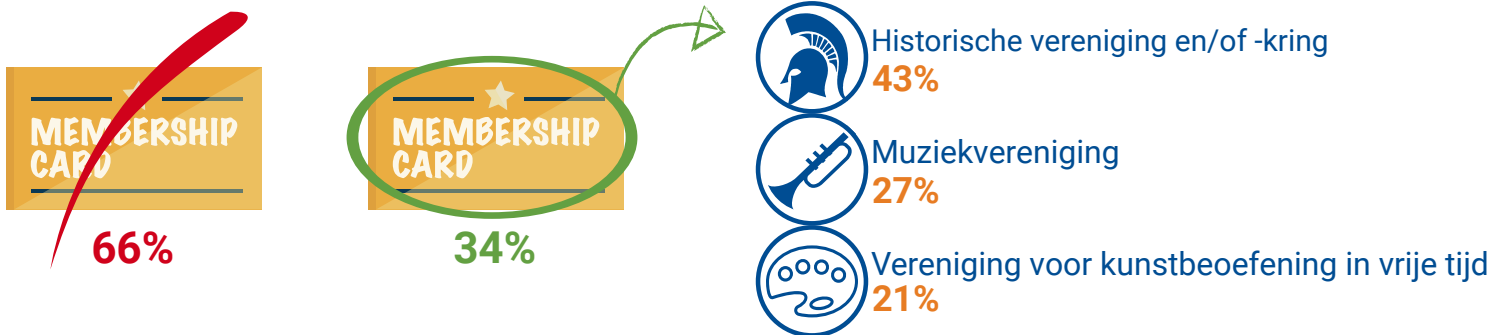 MEMBERSHIP
CARD
66%
MEMBERSHIP
CARD
34%
Historische vereniging en/of -kring
43%
Muziekvereniging
27%
Vereniging voor kunstbeoefening in vrije tijd
21%